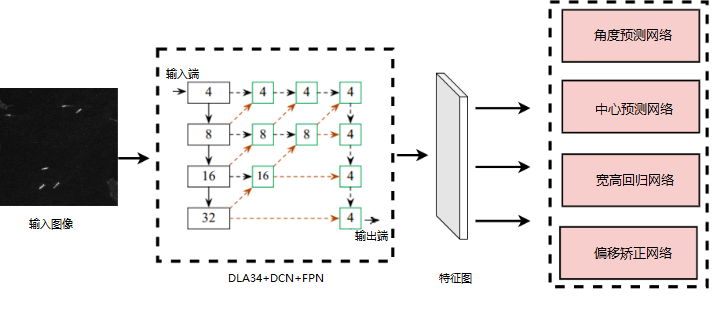 输入端
4 4 4 4
8 8 8 4
16 16 4
32 4
输出端
输入图像
DLA34+DCN+FPN
特征图
角度预测网络
中心预测网络
宽高回归网络
偏移矫正网络